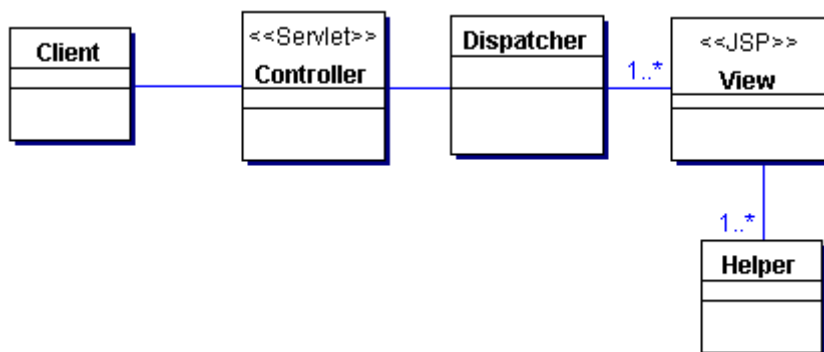 Client
<<Servlet>>
Controller
Dispatcher
1..*
<<JSP>>
View
1..*
Helper